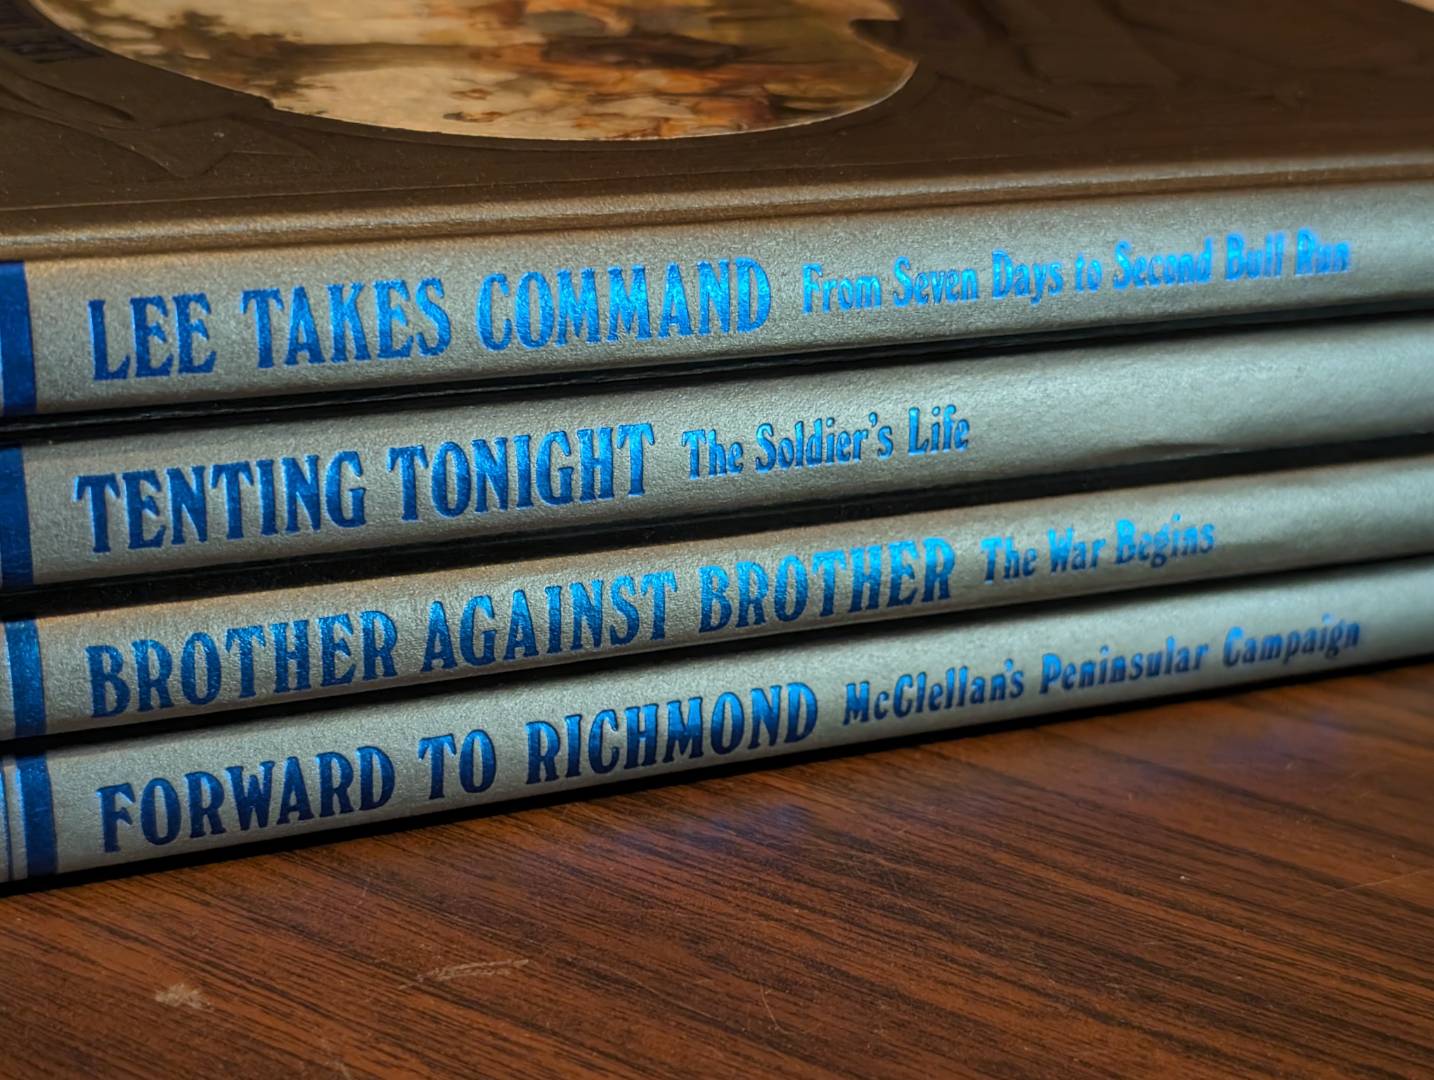 LEE TAKES COMMAND From Seven Days to Second Bull Run
TENTING TONIGHT The Soldier's Life
BROTHER AGAINST BROTHER The War Begins
FORWARD TO RICHMOND McClellan's Peninsular Campaign